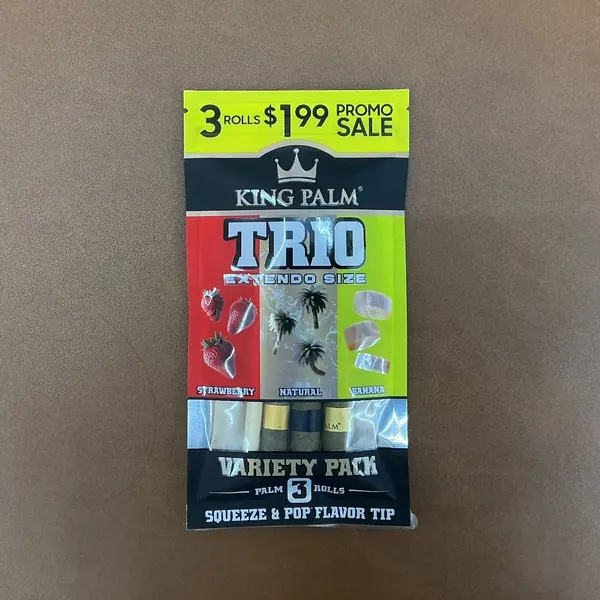 3 ROLLS $1.99 PROMO SALE
KING PALM®
TRIO
EXTENDO SIZE
STRAWBERRY NATURAL BANANA
ALM®
VARIETY PACK
PALM 3 ROLLS
SQUEEZE & POP FLAVOR TIP